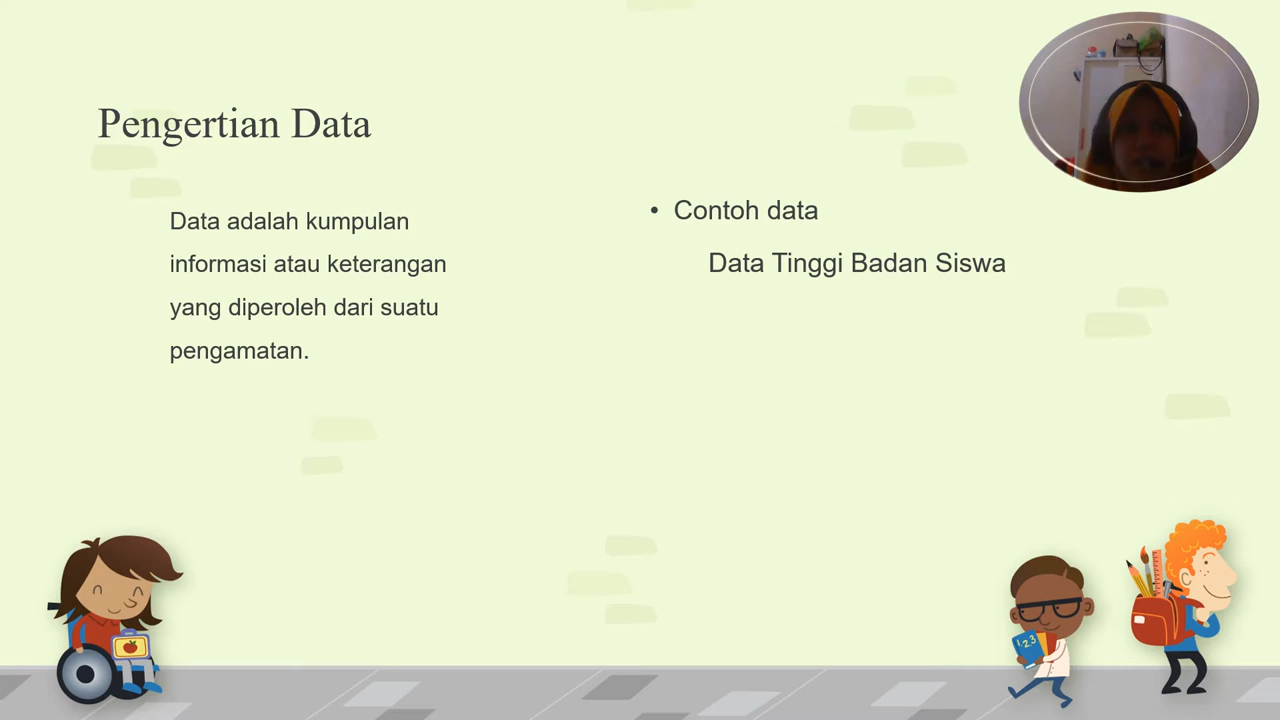 Pengertian Data
Data adalah kumpulan
informasi atau keterangan
yang diperoleh dari suatu
pengamatan.
• Contoh data
Data Tinggi Badan Siswa
123